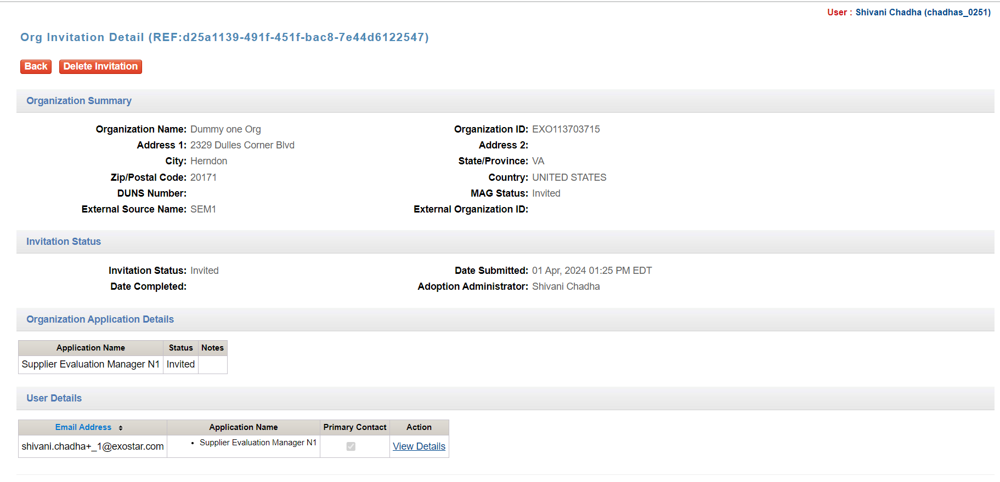 User : Shivani Chadha (chadhas_0251)
Org Invitation Detail (REF:d25a1139-491f-451f-bac8-7e44d6122547)
Back Delete Invitation
Organization Summary
Organization Name: Dummy one Org Organization ID: EXO113703715
Address 1: 2329 Dulles Corner Blvd Address 2:
City: Herndon State/Province: VA
Zip/Postal Code: 20171 Country: UNITED STATES
DUNS Number: MAG Status: Invited
External Source Name: SEM1 External Organization ID:
Invitation Status
Invitation Status: Invited Date Submitted: 01 Apr, 2024 01:25 PM EDT
Date Completed: Adoption Administrator: Shivani Chadha
Organization Application Details
Application Name Status Notes
Supplier Evaluation Manager N1 Invited
User Details
Email Address Application Name Primary Contact Action
shivani.chadha+_1@exostar.com • Supplier Evaluation Manager N1 View Details